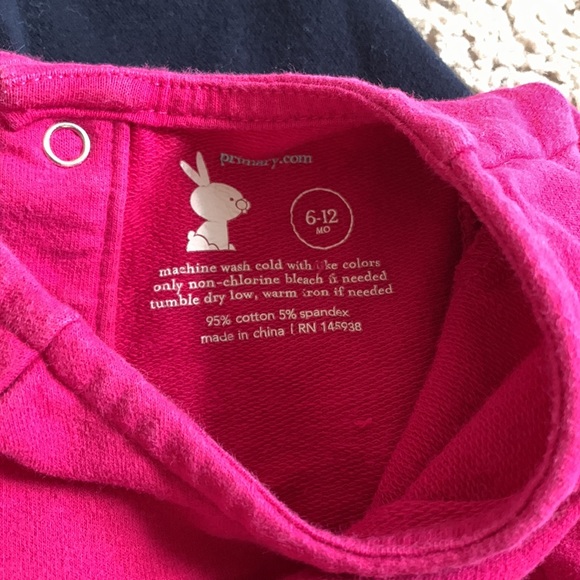 primary.com
6-12
MO
machine wash cold with like colors
only non-chlorine bleach if needed
tumble dry low, warm iron if needed
95% cotton 5% spandex
made in china | RN 145938